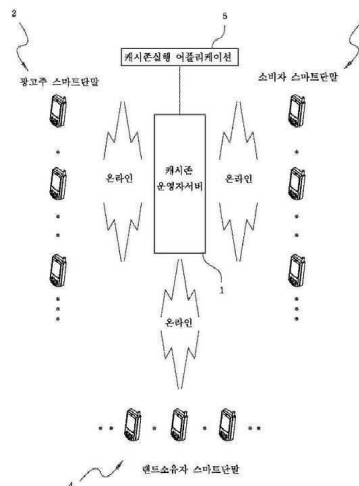 2
5
캐시존실행 어플리케이션
광고주 스마트단말
소비자 스마트단말
온라인
캐시존
운영자서버
온라인
1
온라인
랜드소유자 스마트단말
4